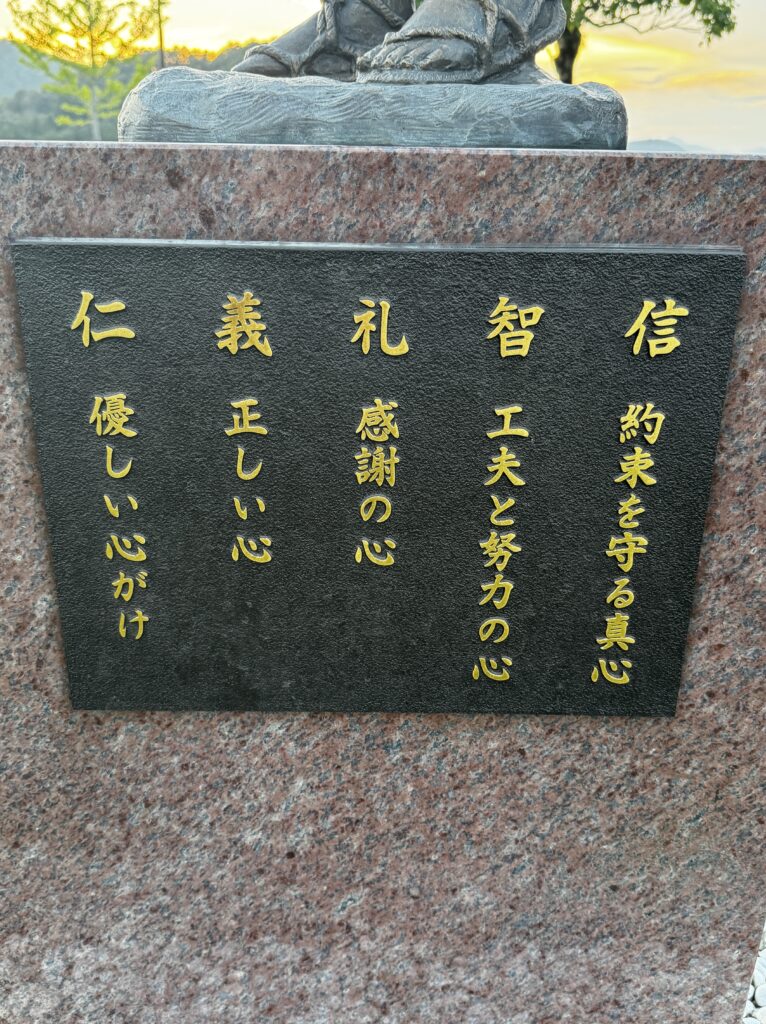 仁 優しい心がけ
義 正しい心
礼 感謝の心
智 工夫と努力の心
信 約束を守る真心